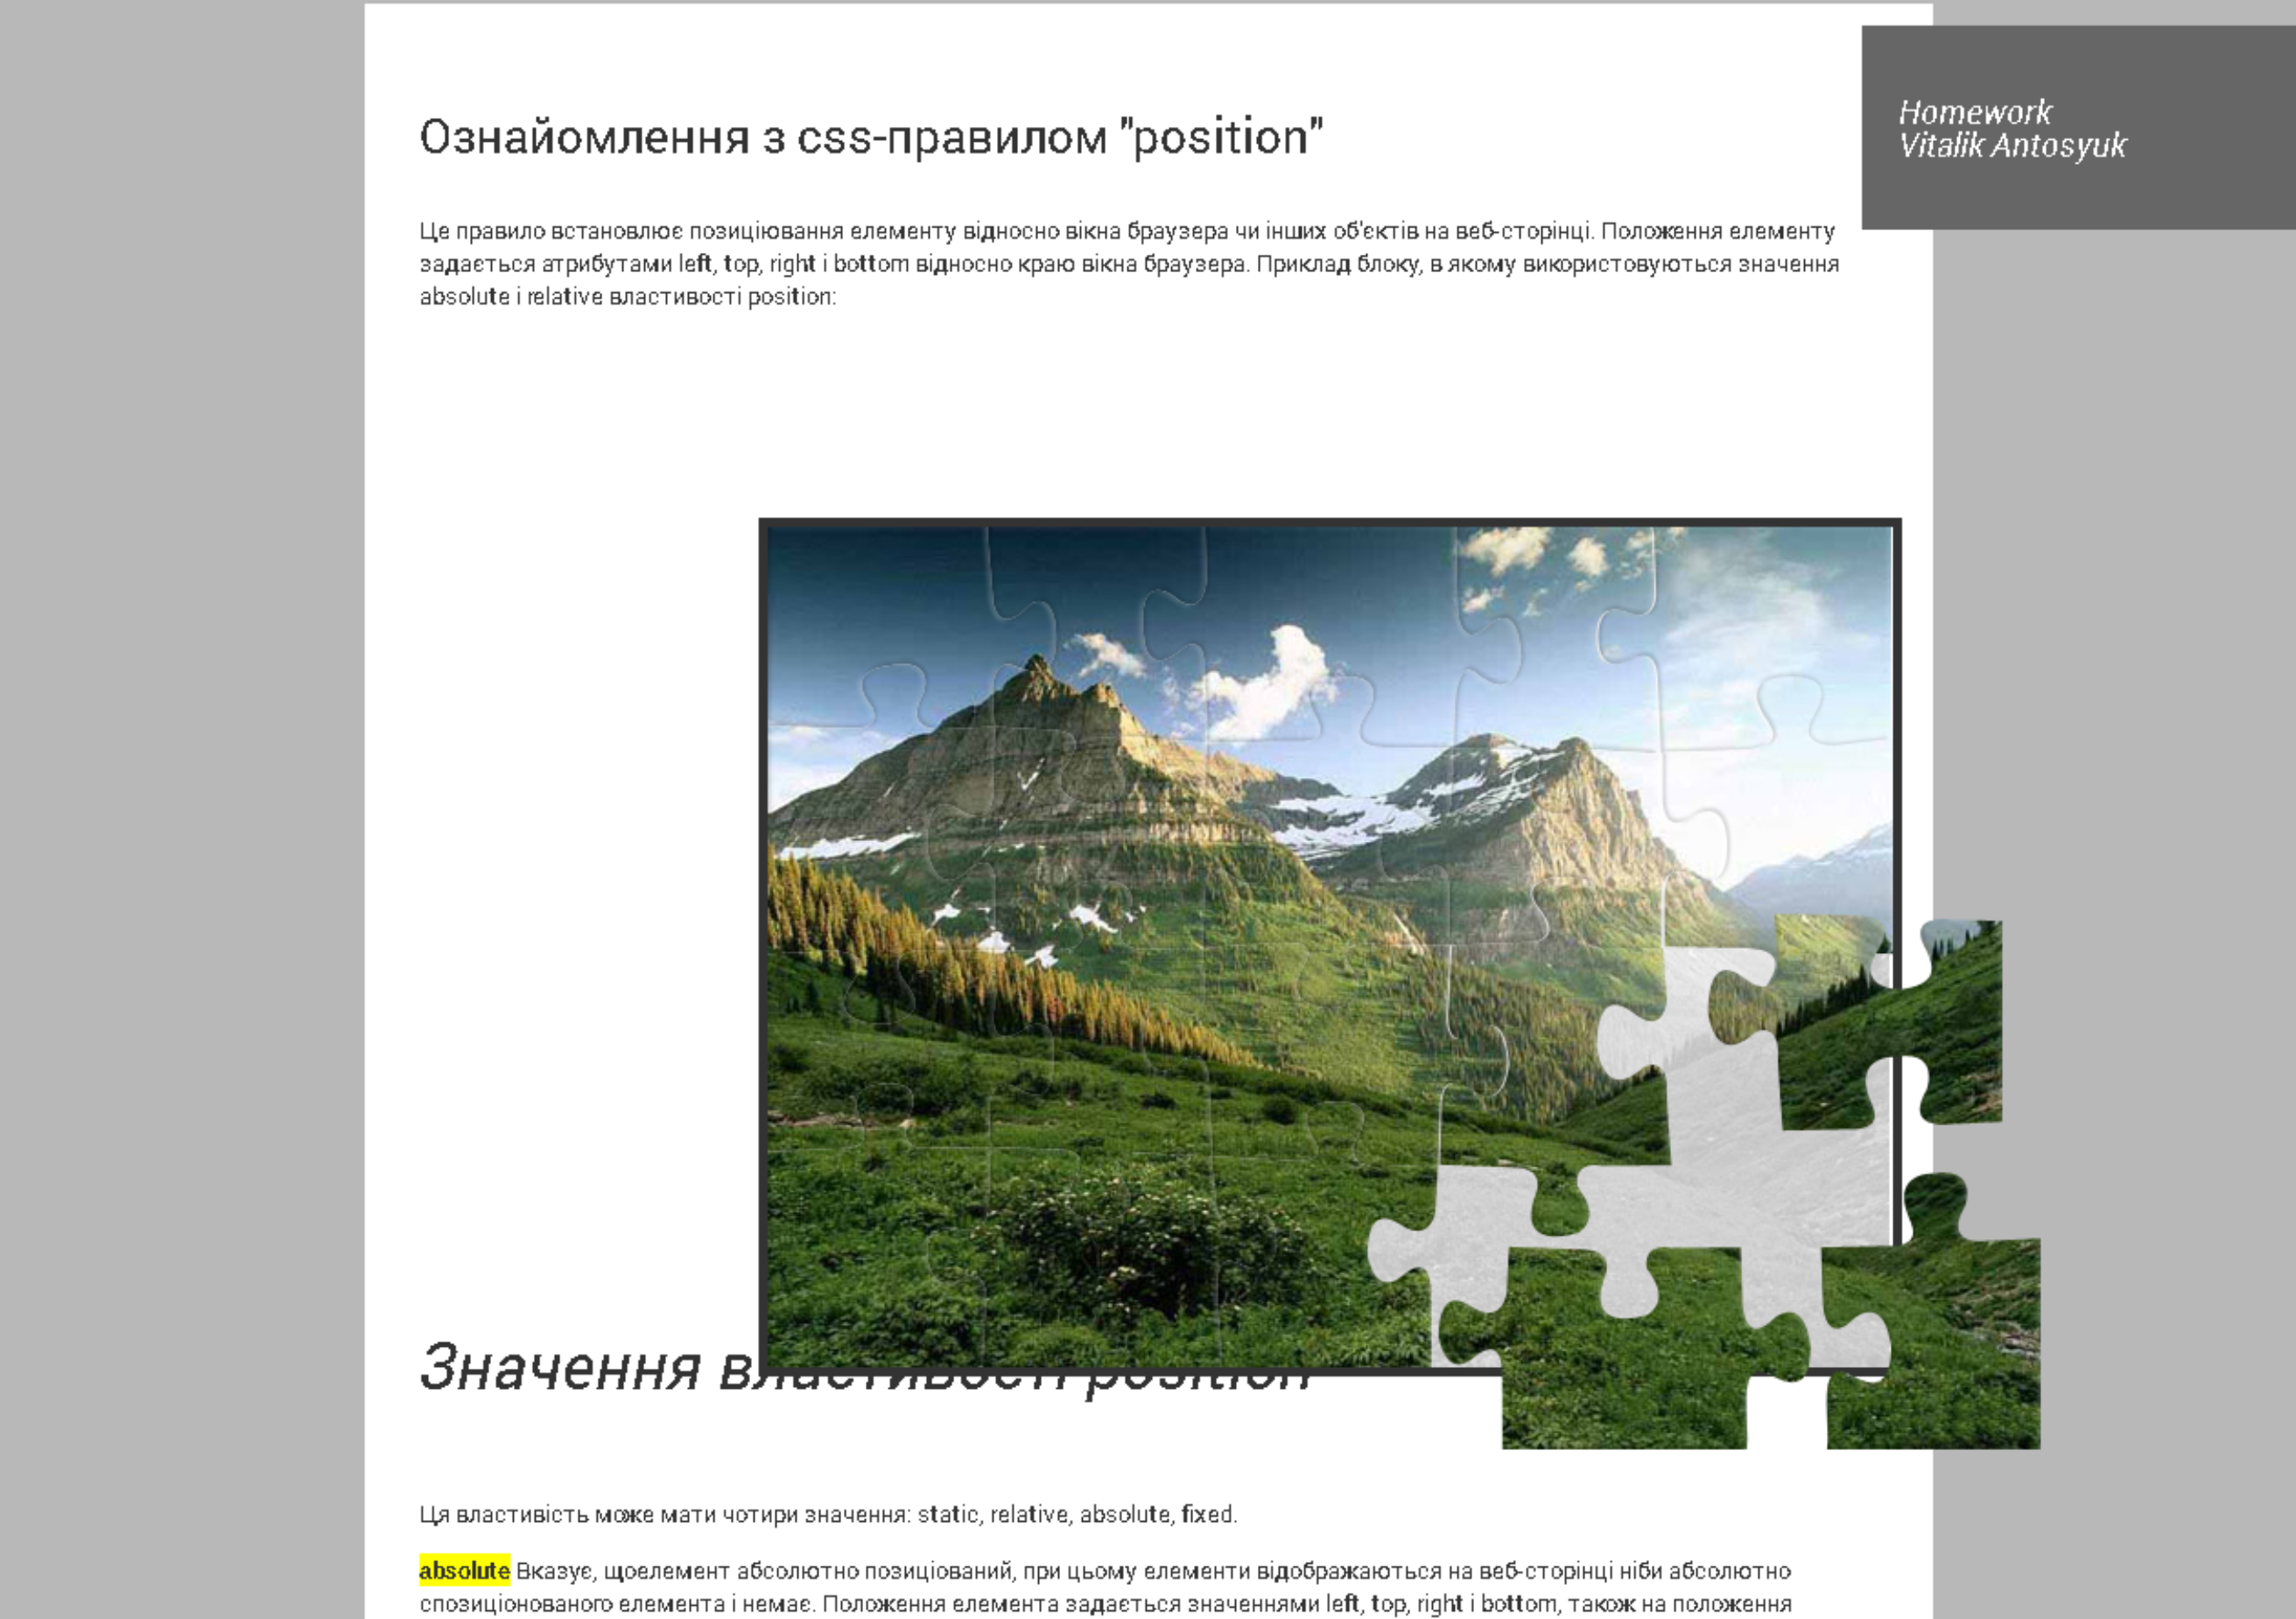 Ознайомлення з css-правилом "position"
Homework
Vitalik Antosyuk
Це правило встановлює позиціювання елементу відносно вікна браузера чи інших об'єктів на веб-сторінці. Положення елементу
задається атрибутами left, top, right і bottom відносно краю вікна браузера. Приклад блоку, в якому використовуються значення
absolute і relative властивості position:
Значення властивості position
Ця властивість може мати чотири значення: static, relative, absolute, fixed.
absolute Вказує, щоелемент абсолютно позиціований, при цьому елементи відображаються на веб-сторінці ніби абсолютно
спозиціонованого елемента і немає. Положення елемента задається значеннями left, top, right і bottom, також на положення